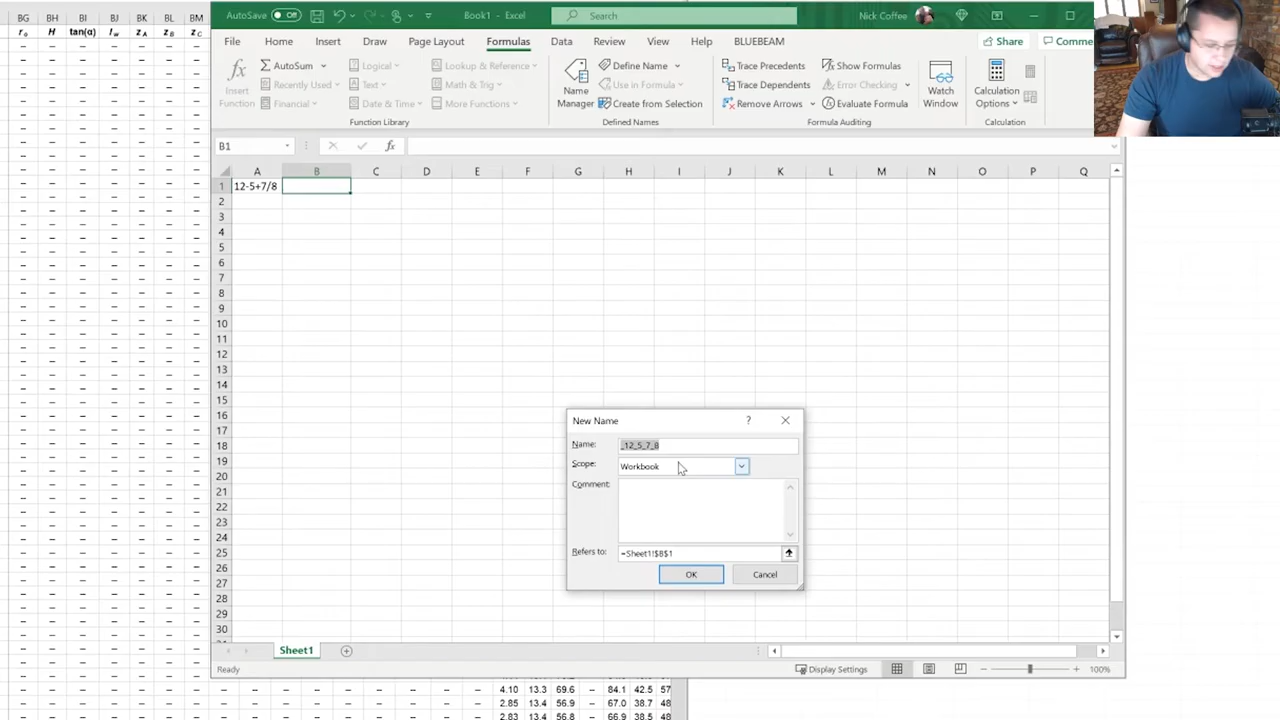 BG BH BI BJ BK BL BM
r o H tan(α) l w z A z B z C
AutoSave Off Book1 - Excel Search Nick Coffee
File Home Insert Draw Page Layout Formulas Data Review View Help BLUEBEAM Share Comme
Insert Function
AutoSum Logical Lookup & Reference
Recently Used Text Math & Trig
Financial Date & Time More Functions
Function Library
Name Manager
Define Name
Use in Formula
Create from Selection
Defined Names
Trace Precedents Show Formulas
Trace Dependents Error Checking
Remove Arrows Evaluate Formula
Formula Auditing
Watch Window
Calculation Options
Calculation
B1 fx
A B C D E F G H I J K L M N O P Q
1 12-5+7/8
2
3
4
5
6
7
8
9
10
11
12
13
14
15
16
17
18
19
20
21
22
23
24
25
26
27
28
29
30
New Name ?
Name: _12_5_7_8
Scope: Workbook
Comment:
Refers to: =Sheet1!$B$1
OK Cancel
Sheet1
Ready Display Settings 100%
4.10 13.3 69.6 – 84.1 42.5 57
2.85 13.4 56.9 – 67.0 38.7 48
2.83 13.4 56.8 – 66.9 38.5 48